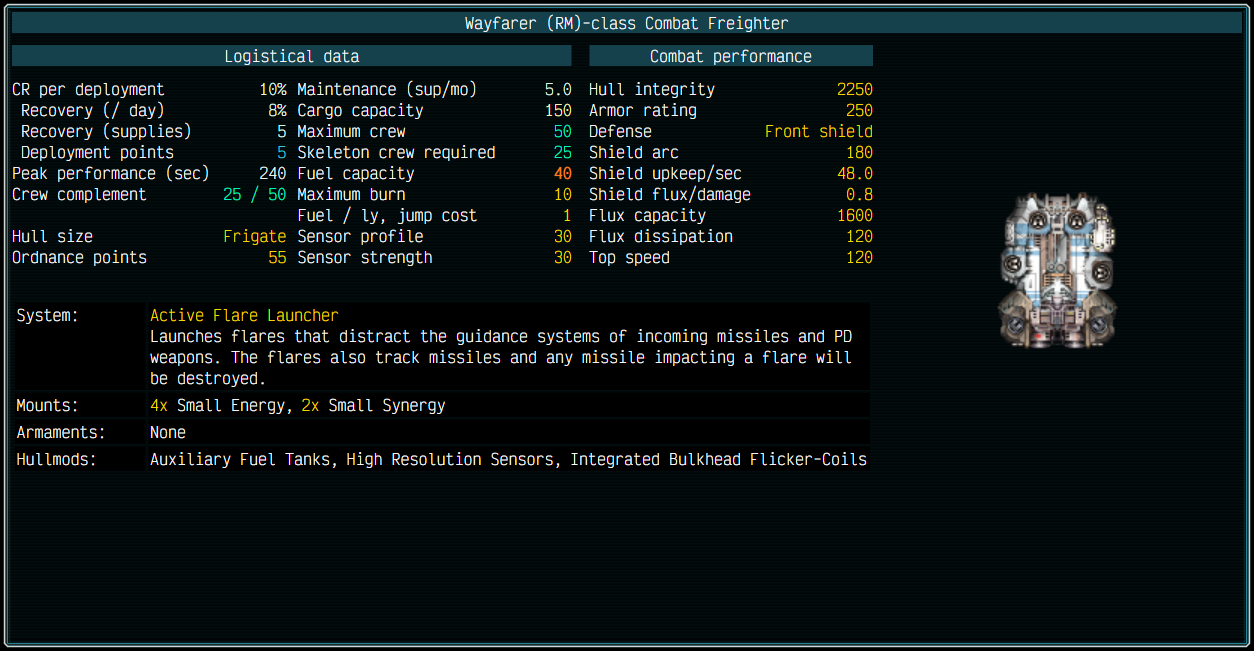 Wayfarer (RM)-class Combat Freighter
Logistical data Combat performance
CR per deployment 10% Maintenance (sup/mo) 5.0 Hull integrity 2250
Recovery (/ day) 8% Cargo capacity 150 Armor rating 250
Recovery (supplies) 5 Maximum crew 50 Defense Front shield
Deployment points 5 Skeleton crew required 25 Shield arc 180
Peak performance (sec) 240 Fuel capacity 40 Shield upkeep/sec 48.0
Crew complement 25 / 50 Maximum burn 10 Shield flux/damage 0.8
Fuel / ly, jump cost 1 Flux capacity 1600
Hull size Frigate Sensor profile 30 Flux dissipation 120
Ordnance points 55 Sensor strength 30 Top speed 120
System: Active Flare Launcher
Launches flares that distract the guidance systems of incoming missiles and PD
weapons. The flares also track missiles and any missile impacting a flare will
be destroyed.
Mounts: 4x Small Energy, 2x Small Synergy
Armaments: None
Hullmods: Auxiliary Fuel Tanks, High Resolution Sensors, Integrated Bulkhead Flicker-Coils